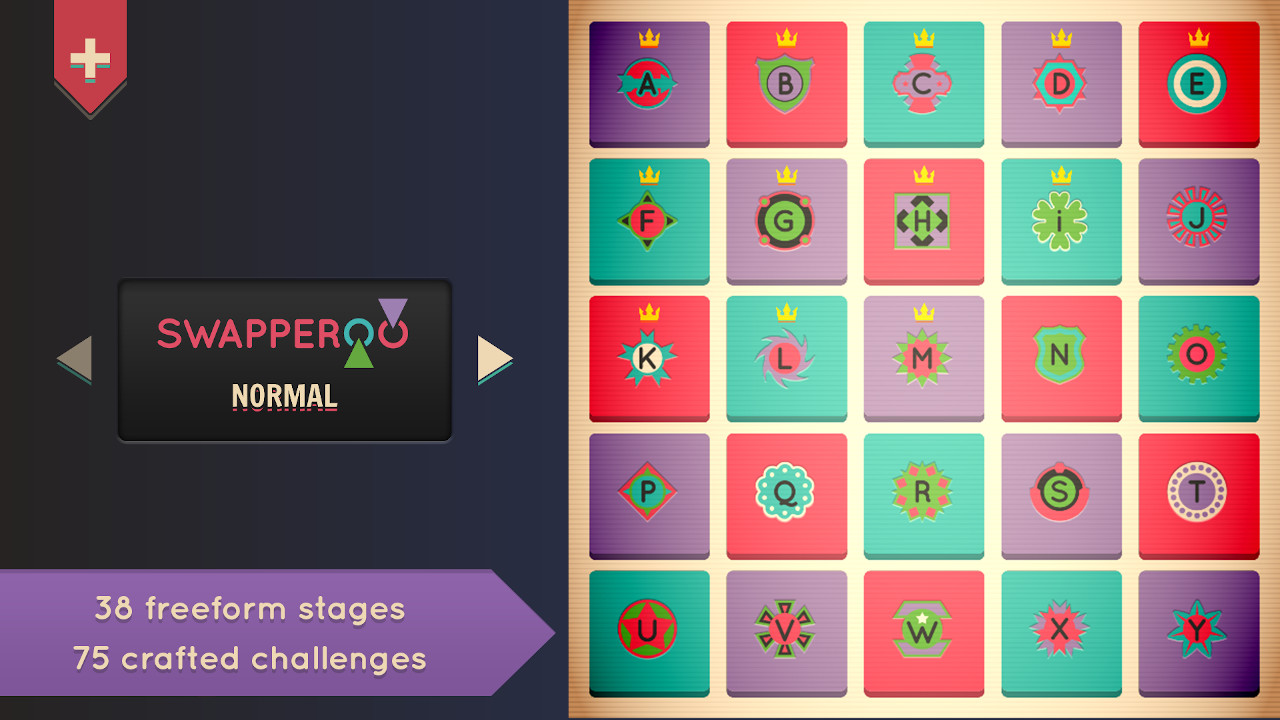 SWAPPEROO
NORMAL
38 freeform stages
75 crafted challenges
A B C D E
F G H i J
K L M N O
P Q R S T
U V W X Y